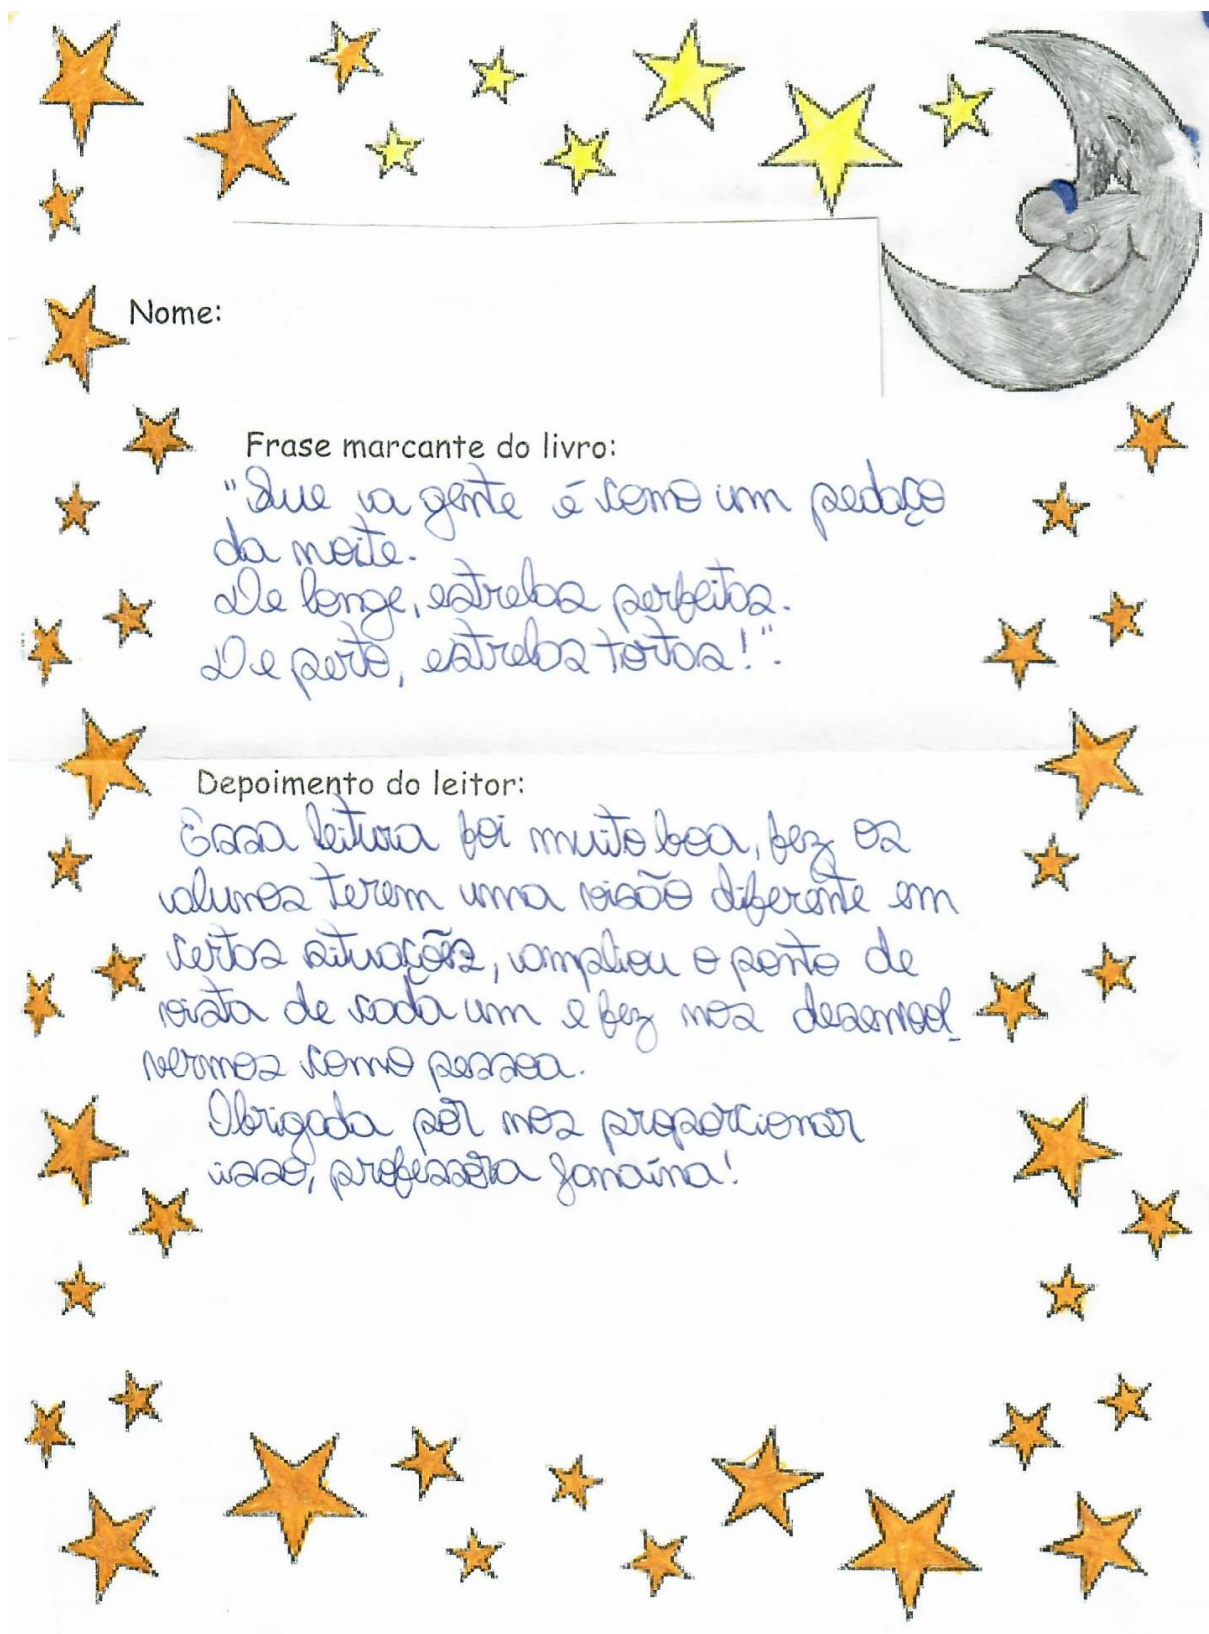 Nome:
Frase marcante do livro:
"Que a gente é como um pedaço
da noite.
De longe, estrelas perfeitas.
De perto, estrelas tortas!".
Depoimento do leitor:
Essa leitura foi muito boa, fez os
alunos terem uma visão diferente em
certas situações, ampliou o ponto de
vista de cada um e fez nos desenvol_
vermos como pessoa.
Obrigada por nos proporcionar
isso, professora Janaína!